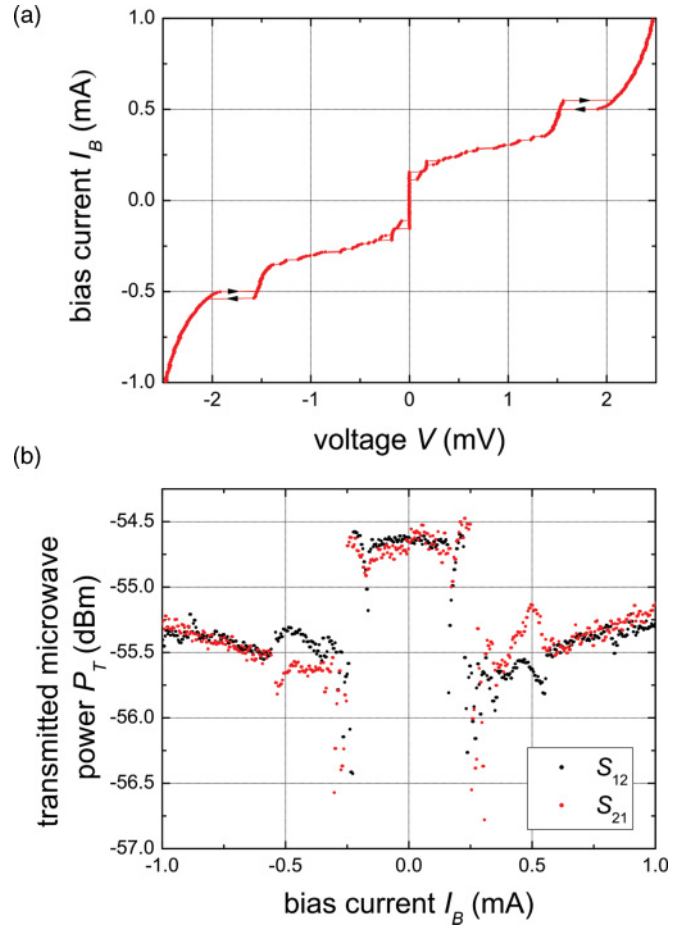 (a)
bias current I_B (mA)
1.0
0.5
0.0
-0.5
-1.0
-2
-1
0
1
2
voltage V (mV)
(b)
transmitted microwave
power P_T (dBm)
-54.5
-55.0
-55.5
-56.0
-56.5
-57.0
-1.0
-0.5
0.0
0.5
1.0
S_12
S_21
bias current I_B (mA)